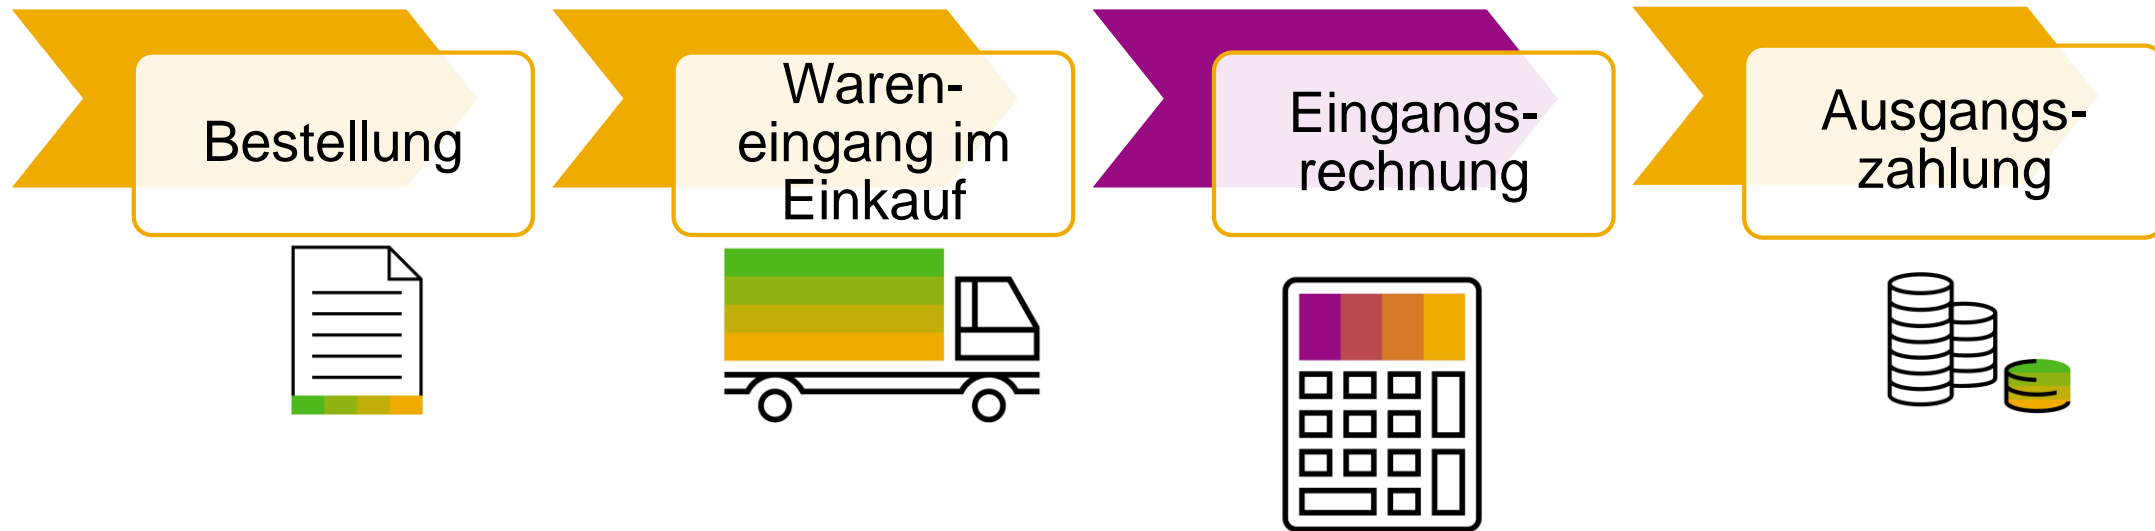 Bestellung
Waren-
eingang im
Einkauf
Eingangs-
rechnung
Ausgangs-
zahlung